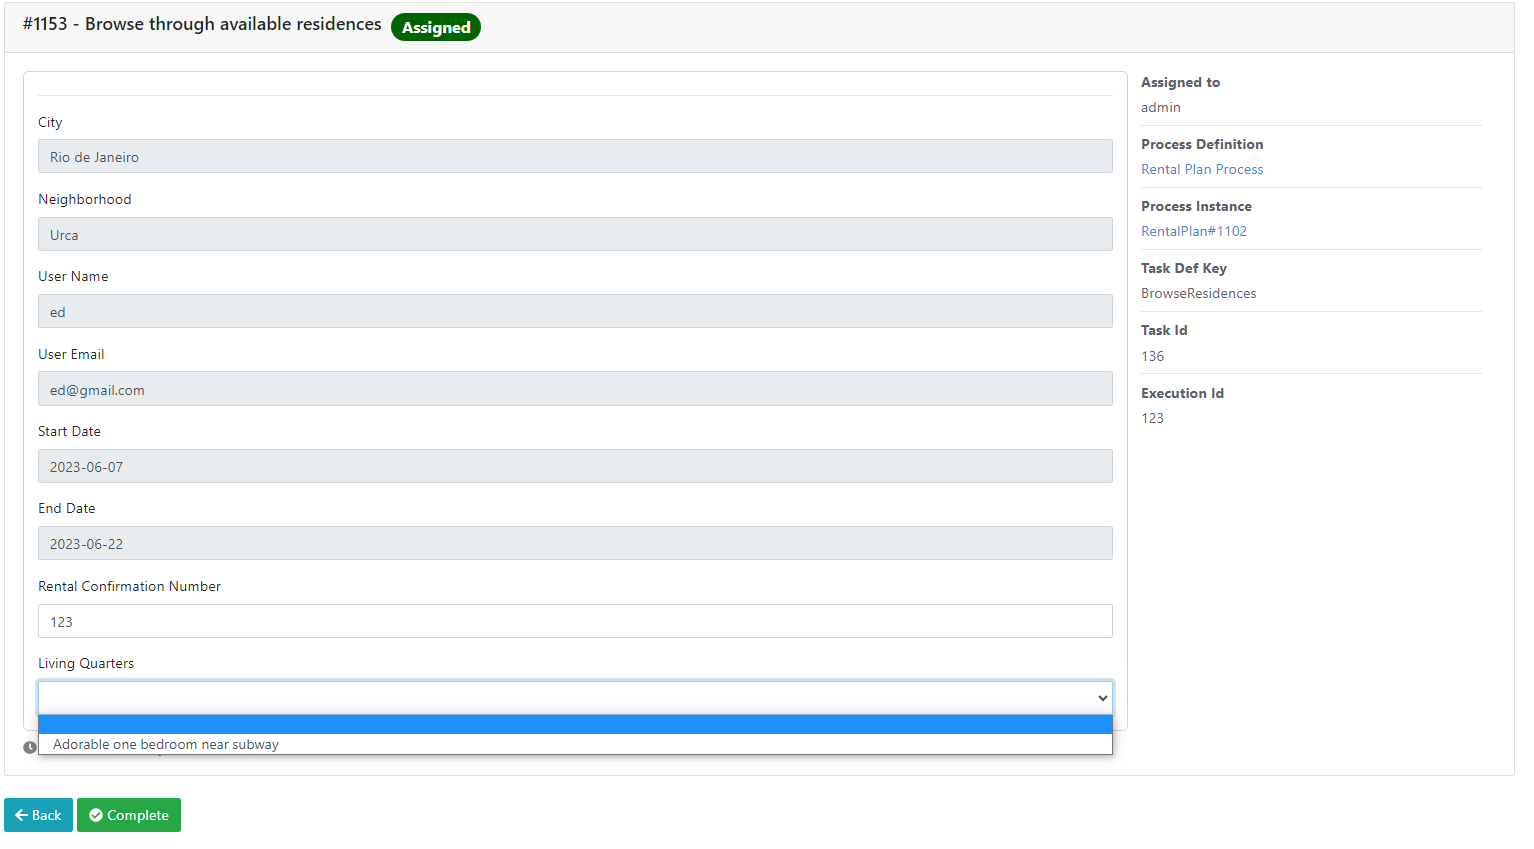 #1153 - Browse through available residences Assigned
City
Rio de Janeiro
Neighborhood
Urca
User Name
ed
User Email
ed@gmail.com
Start Date
2023-06-07
End Date
2023-06-22
Rental Confirmation Number
123
Living Quarters
Adorable one bedroom near subway
Assigned to
admin
Process Definition
Rental Plan Process
Process Instance
RentalPlan#1102
Task Def Key
BrowseResidences
Task Id
136
Execution Id
123
Back Complete